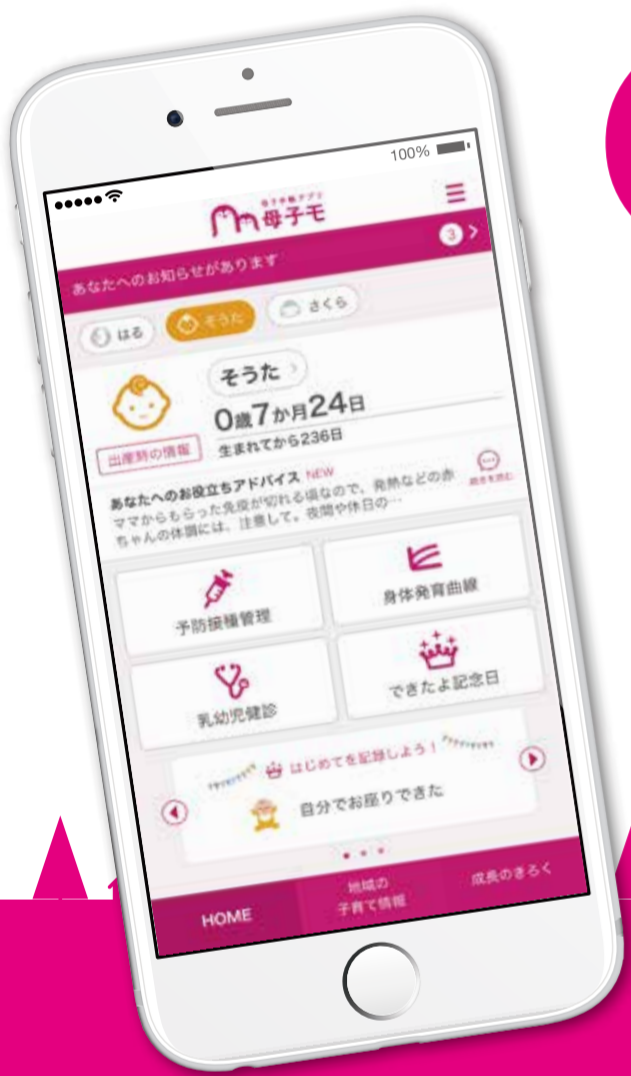 100%
母子手帳アプリ
母子モ
あなたへのお知らせがあります
3
はる
そうた
さくら
そうた
0歳7か月24日
出産時の情報
生まれてから236日
あなたへのお役立ちアドバイス NEW
ママからもらった免疫が切れる頃なので、発熱などの赤
ちゃんの体調には、注意して。夜間や休日の…
続きを読む
予防接種管理
身体発育曲線
乳幼児健診
できたよ記念日
はじめてを記録しよう！
自分でお座りできた
HOME
地域の
子育て情報
成長のきろく